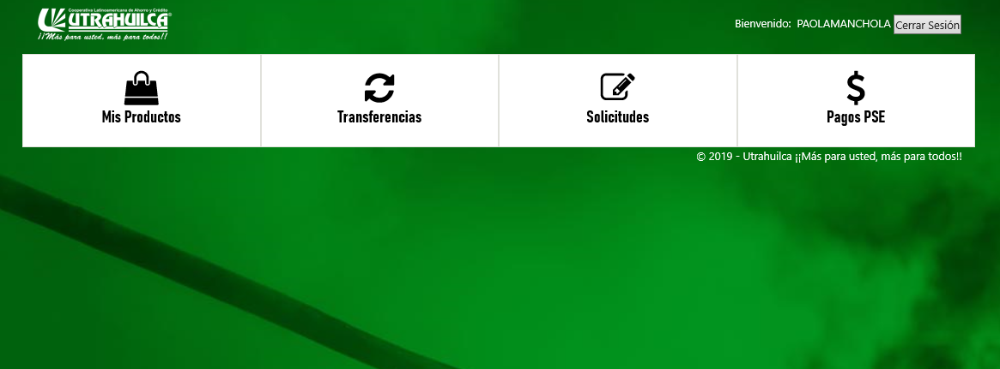 Cooperativa Latinoamericana de Ahorro y Crédito
UTRAHUILCA®
¡¡Más para usted, más para todos!!
Bienvenido: PAOLAMANCHOLA Cerrar Sesión
Mis Productos
Transferencias
Solicitudes
Pagos PSE
© 2019 - Utrahuilca ¡¡Más para usted, más para todos!!